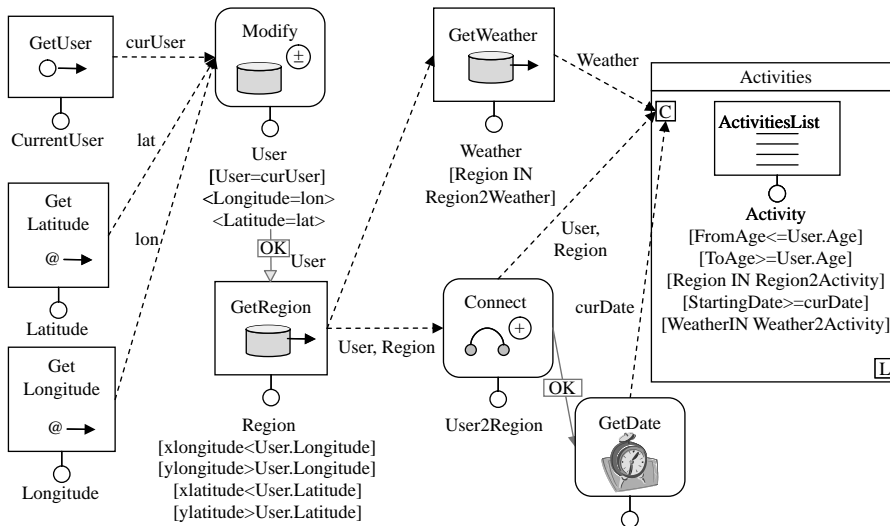 GetUser
curUser
CurrentUser
Modify
±
User
[User=curUser]
<Longitude=lon>
<Latitude=lat>
OK
User
lat
lon
Get
Latitude
@
Latitude
Get
Longitude
@
Longitude
GetRegion
Region
[xlongitude<User.Longitude]
[ylongitude>User.Longitude]
[xlatitude<User.Latitude]
[ylatitude>User.Latitude]
User, Region
GetWeather
Weather
[Region IN
Region2Weather]
Weather
User,
Region
Connect
+
User2Region
OK
curDate
GetDate
Activities
C
ActivitiesList
Activity
[FromAge<=User.Age]
[ToAge>=User.Age]
[Region IN Region2Activity]
[StartingDate>=curDate]
[WeatherIN Weather2Activity]
L